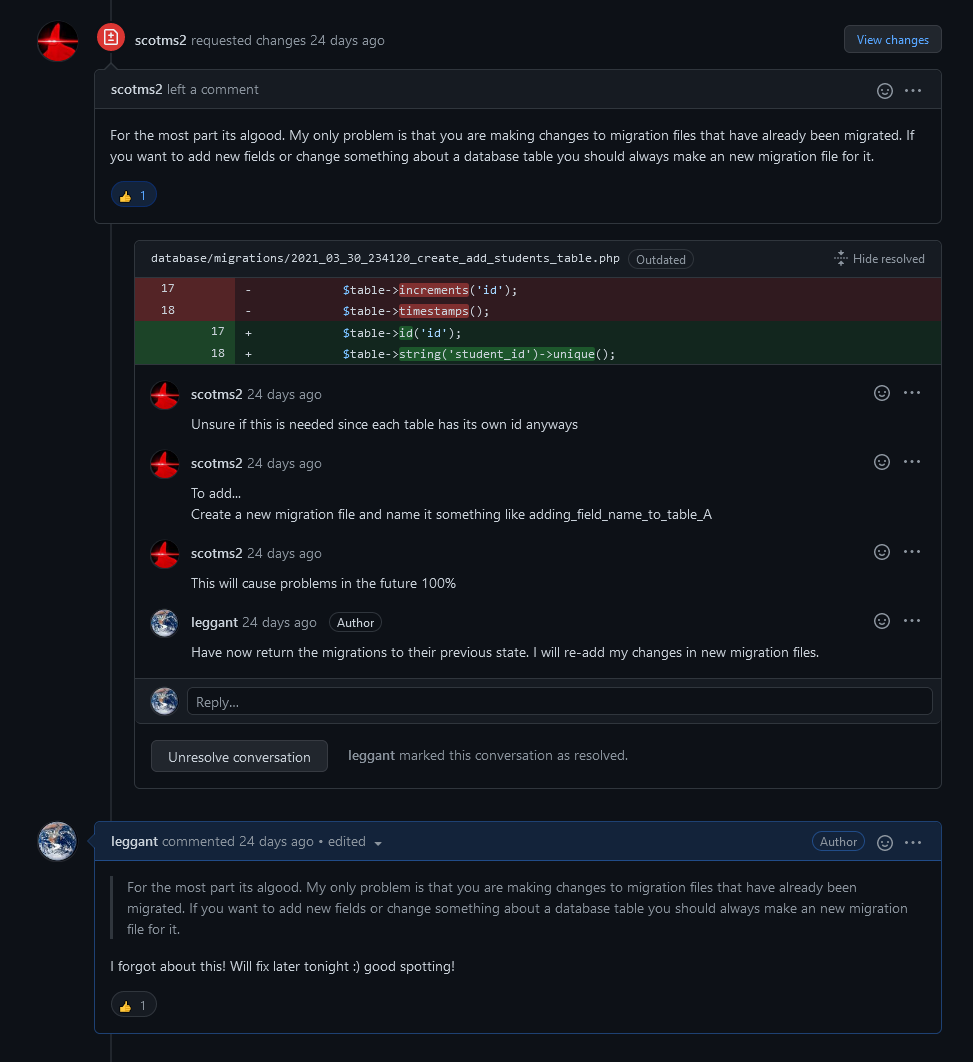 scotms2 requested changes 24 days ago
View changes
scotms2 left a comment
For the most part its algood. My only problem is that you are making changes to migration files that have already been migrated. If
you want to add new fields or change something about a database table you should always make an new migration file for it.
👍 1
database/migrations/2021_03_30_234120_create_add_students_table.php Outdated
Hide resolved
17 - $table->increments('id');
18 - $table->timestamps();
17 + $table->id('id');
18 + $table->string('student_id')->unique();
scotms2 24 days ago
Unsure if this is needed since each table has its own id anyways
scotms2 24 days ago
To add...
Create a new migration file and name it something like adding_field_name_to_table_A
scotms2 24 days ago
This will cause problems in the future 100%
leggant 24 days ago Author
Have now return the migrations to their previous state. I will re-add my changes in new migration files.
Reply...
Unresolve conversation
leggant marked this conversation as resolved.
leggant commented 24 days ago • edited
Author
For the most part its algood. My only problem is that you are making changes to migration files that have already been
migrated. If you want to add new fields or change something about a database table you should always make an new migration
file for it.
I forgot about this! Will fix later tonight :) good spotting!
👍 1